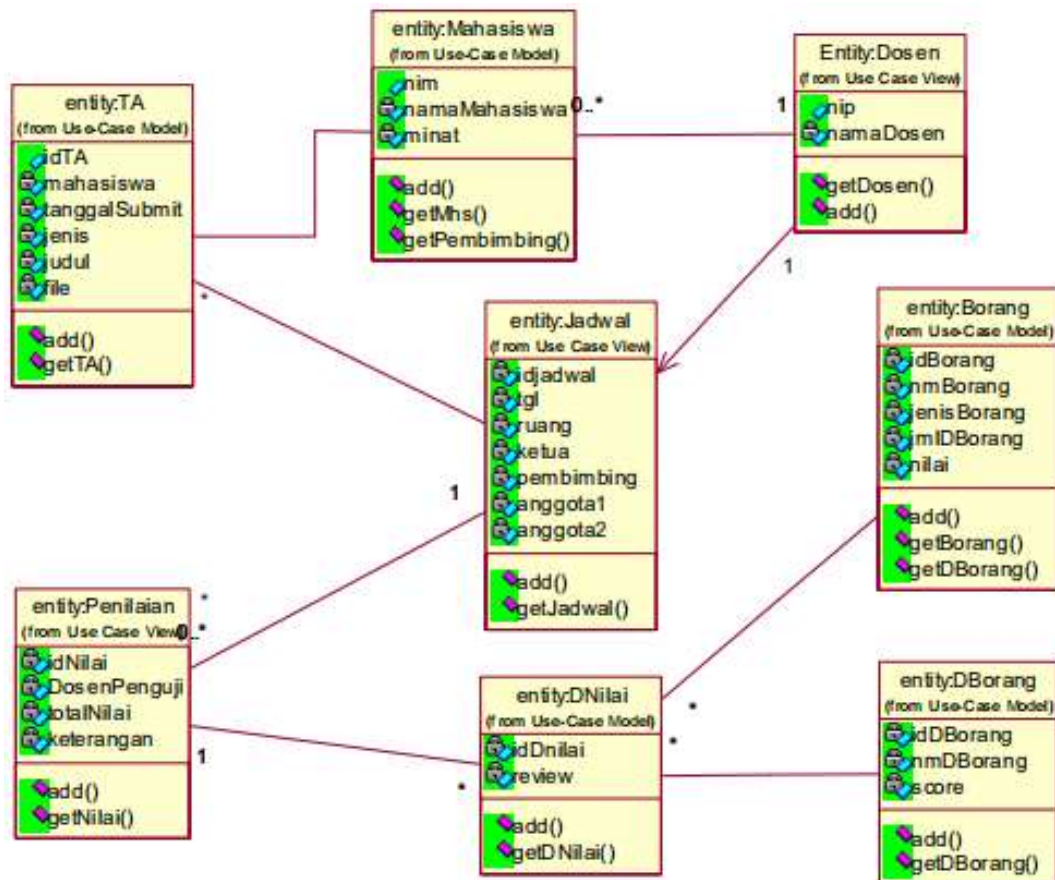 entity:Mahasiswa
(from Use-Case Model)
nim
namaMahasiswa
minat
add()
getMhs()
getPembimbing()
0..*
1
Entity:Dosen
(from Use Case View)
nip
namaDosen
getDosen()
add()
1
entity:TA
(from Use-Case Model)
idTA
mahasiswa
tanggalSubmit
jenis
judul
file
add()
getTA()
*
entity:Jadwal
(from Use Case View)
idjadwal
tgl
ruang
ketua
pembimbing
anggota1
anggota2
add()
getJadwal()
1
entity:Borang
(from Use-Case Model)
idBorang
nmBorang
jenisBorang
jmlDBorang
nilai
add()
getBorang()
getDBorang()
entity:Penilaian
(from Use Case View)
*
0..*
idNilai
DosenPenguji
totalNilai
keterangan
add()
getNilai()
1
*
entity:DNilai
(from Use-Case Model)
idDnilai
review
add()
getDNilai()
*
*
entity:DBorang
(from Use-Case Model)
idDBorang
nmDBorang
score
add()
getDBorang()